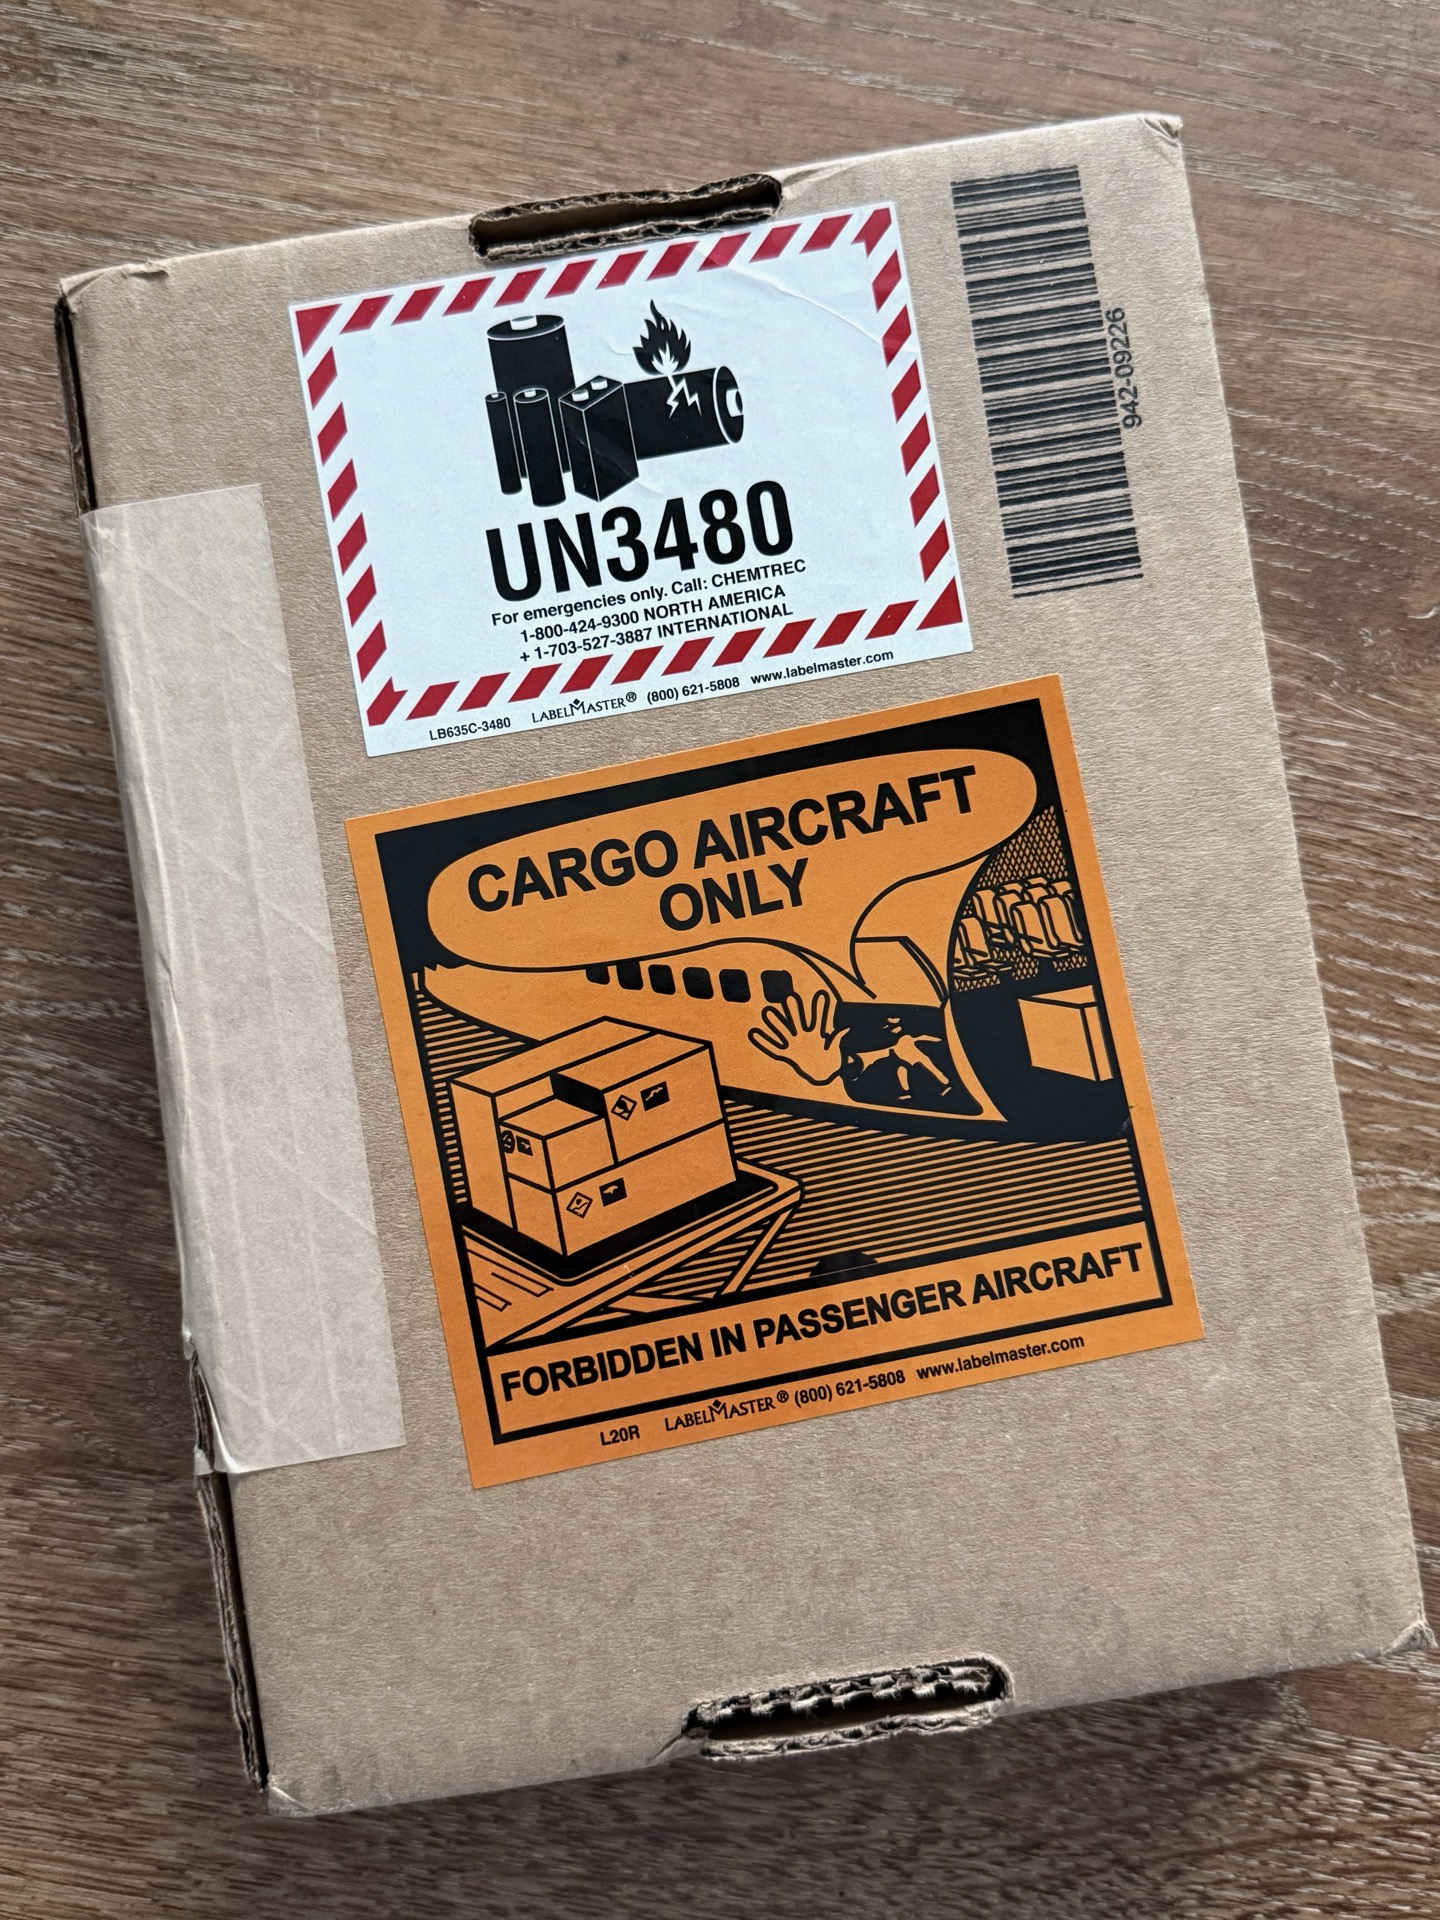 942-09226
UN3480
For emergencies only. Call: CHEMTREC
1-800-424-9300 NORTH AMERICA
+ 1-703-527-3887 INTERNATIONAL
LB635C-3480 LABELMASTER® (800) 621-5808 www.labelmaster.com
CARGO AIRCRAFT
ONLY
FORBIDDEN IN PASSENGER AIRCRAFT
L20R LABELMASTER® (800) 621-5808 www.labelmaster.com